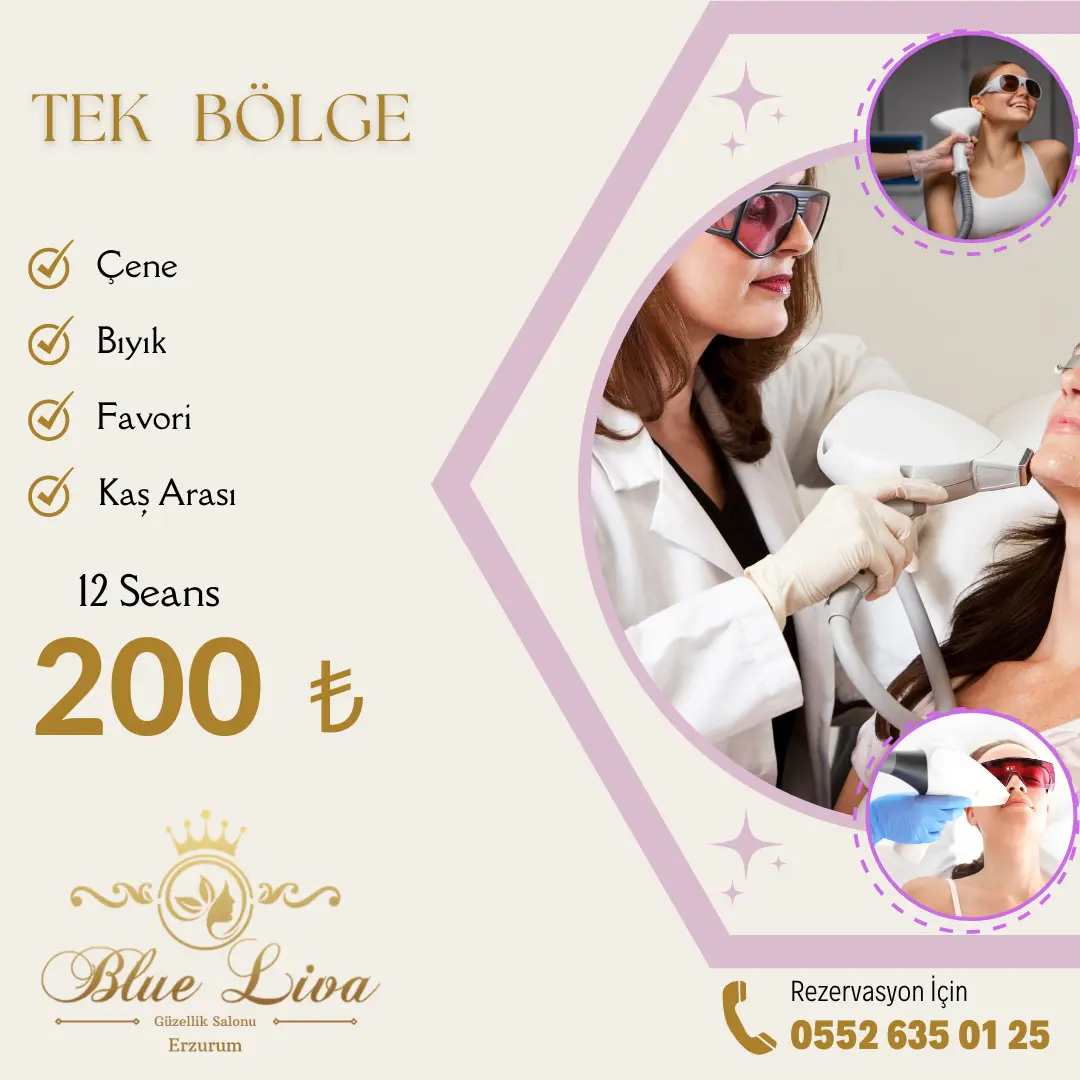 TEK BÖLGE
Çene
Bıyık
Favori
Kaş Arası
12 Seans
200 ₺
Blue Liva
Güzellik Salonu
Erzurum
Rezervasyon İçin
0552 635 01 25